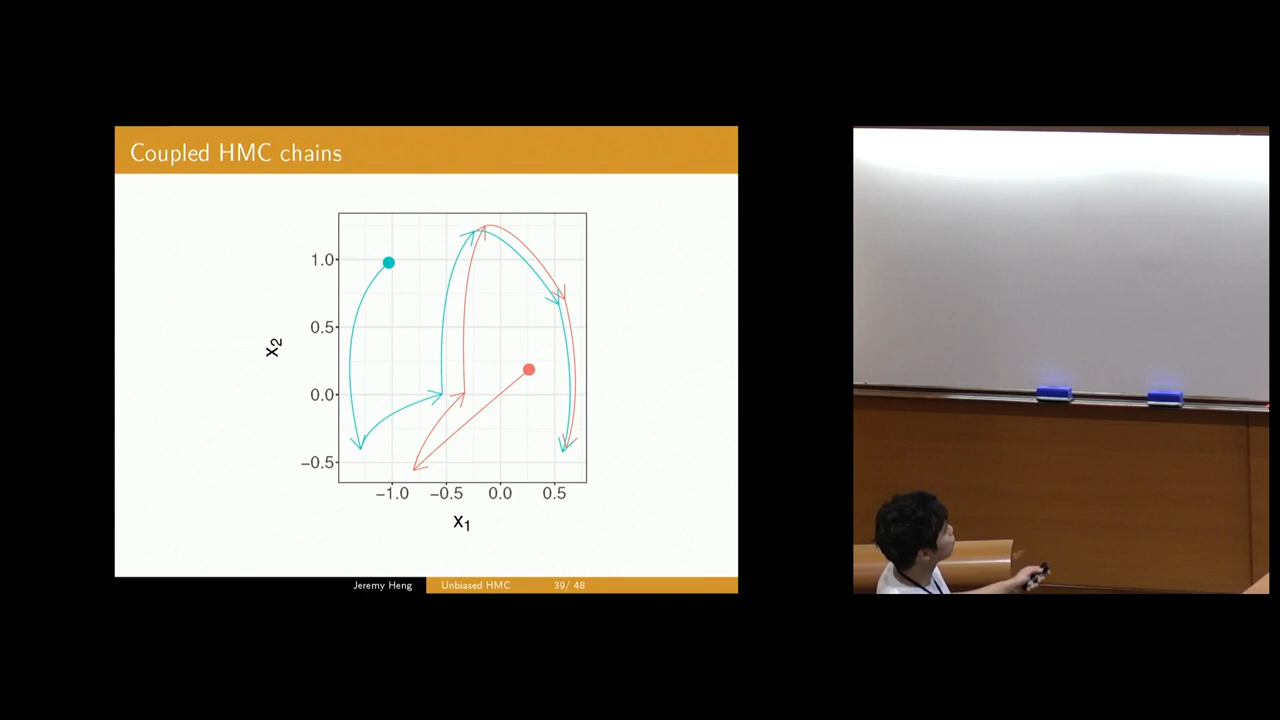 Coupled HMC chains
1.0
0.5
0.0
−0.5
x2
−1.0 −0.5 0.0 0.5
x1
Jeremy Heng Unbiased HMC 39/ 48